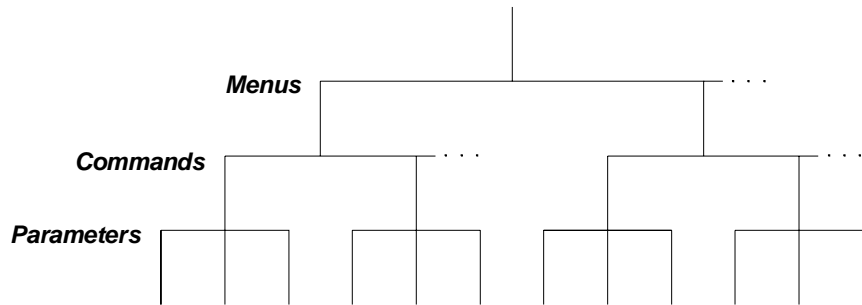 Menus
. . .
Commands
. . .
. . .
Parameters